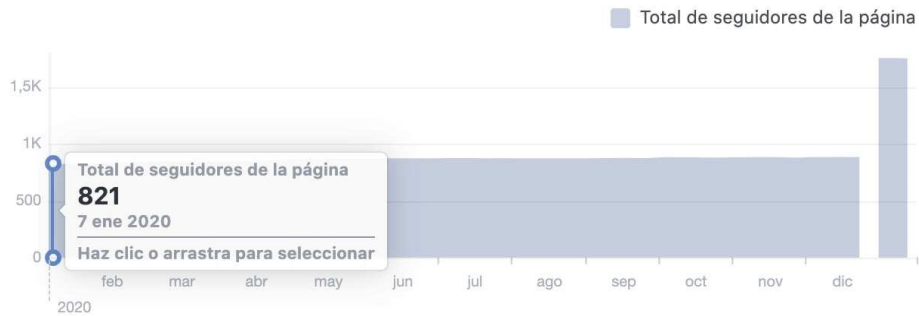 Total de seguidores de la página
1,5K
1K
500
0
Total de seguidores de la página
821
7 ene 2020
Haz clic o arrastra para seleccionar
feb mar abr may jun jul ago sep oct nov dic
2020